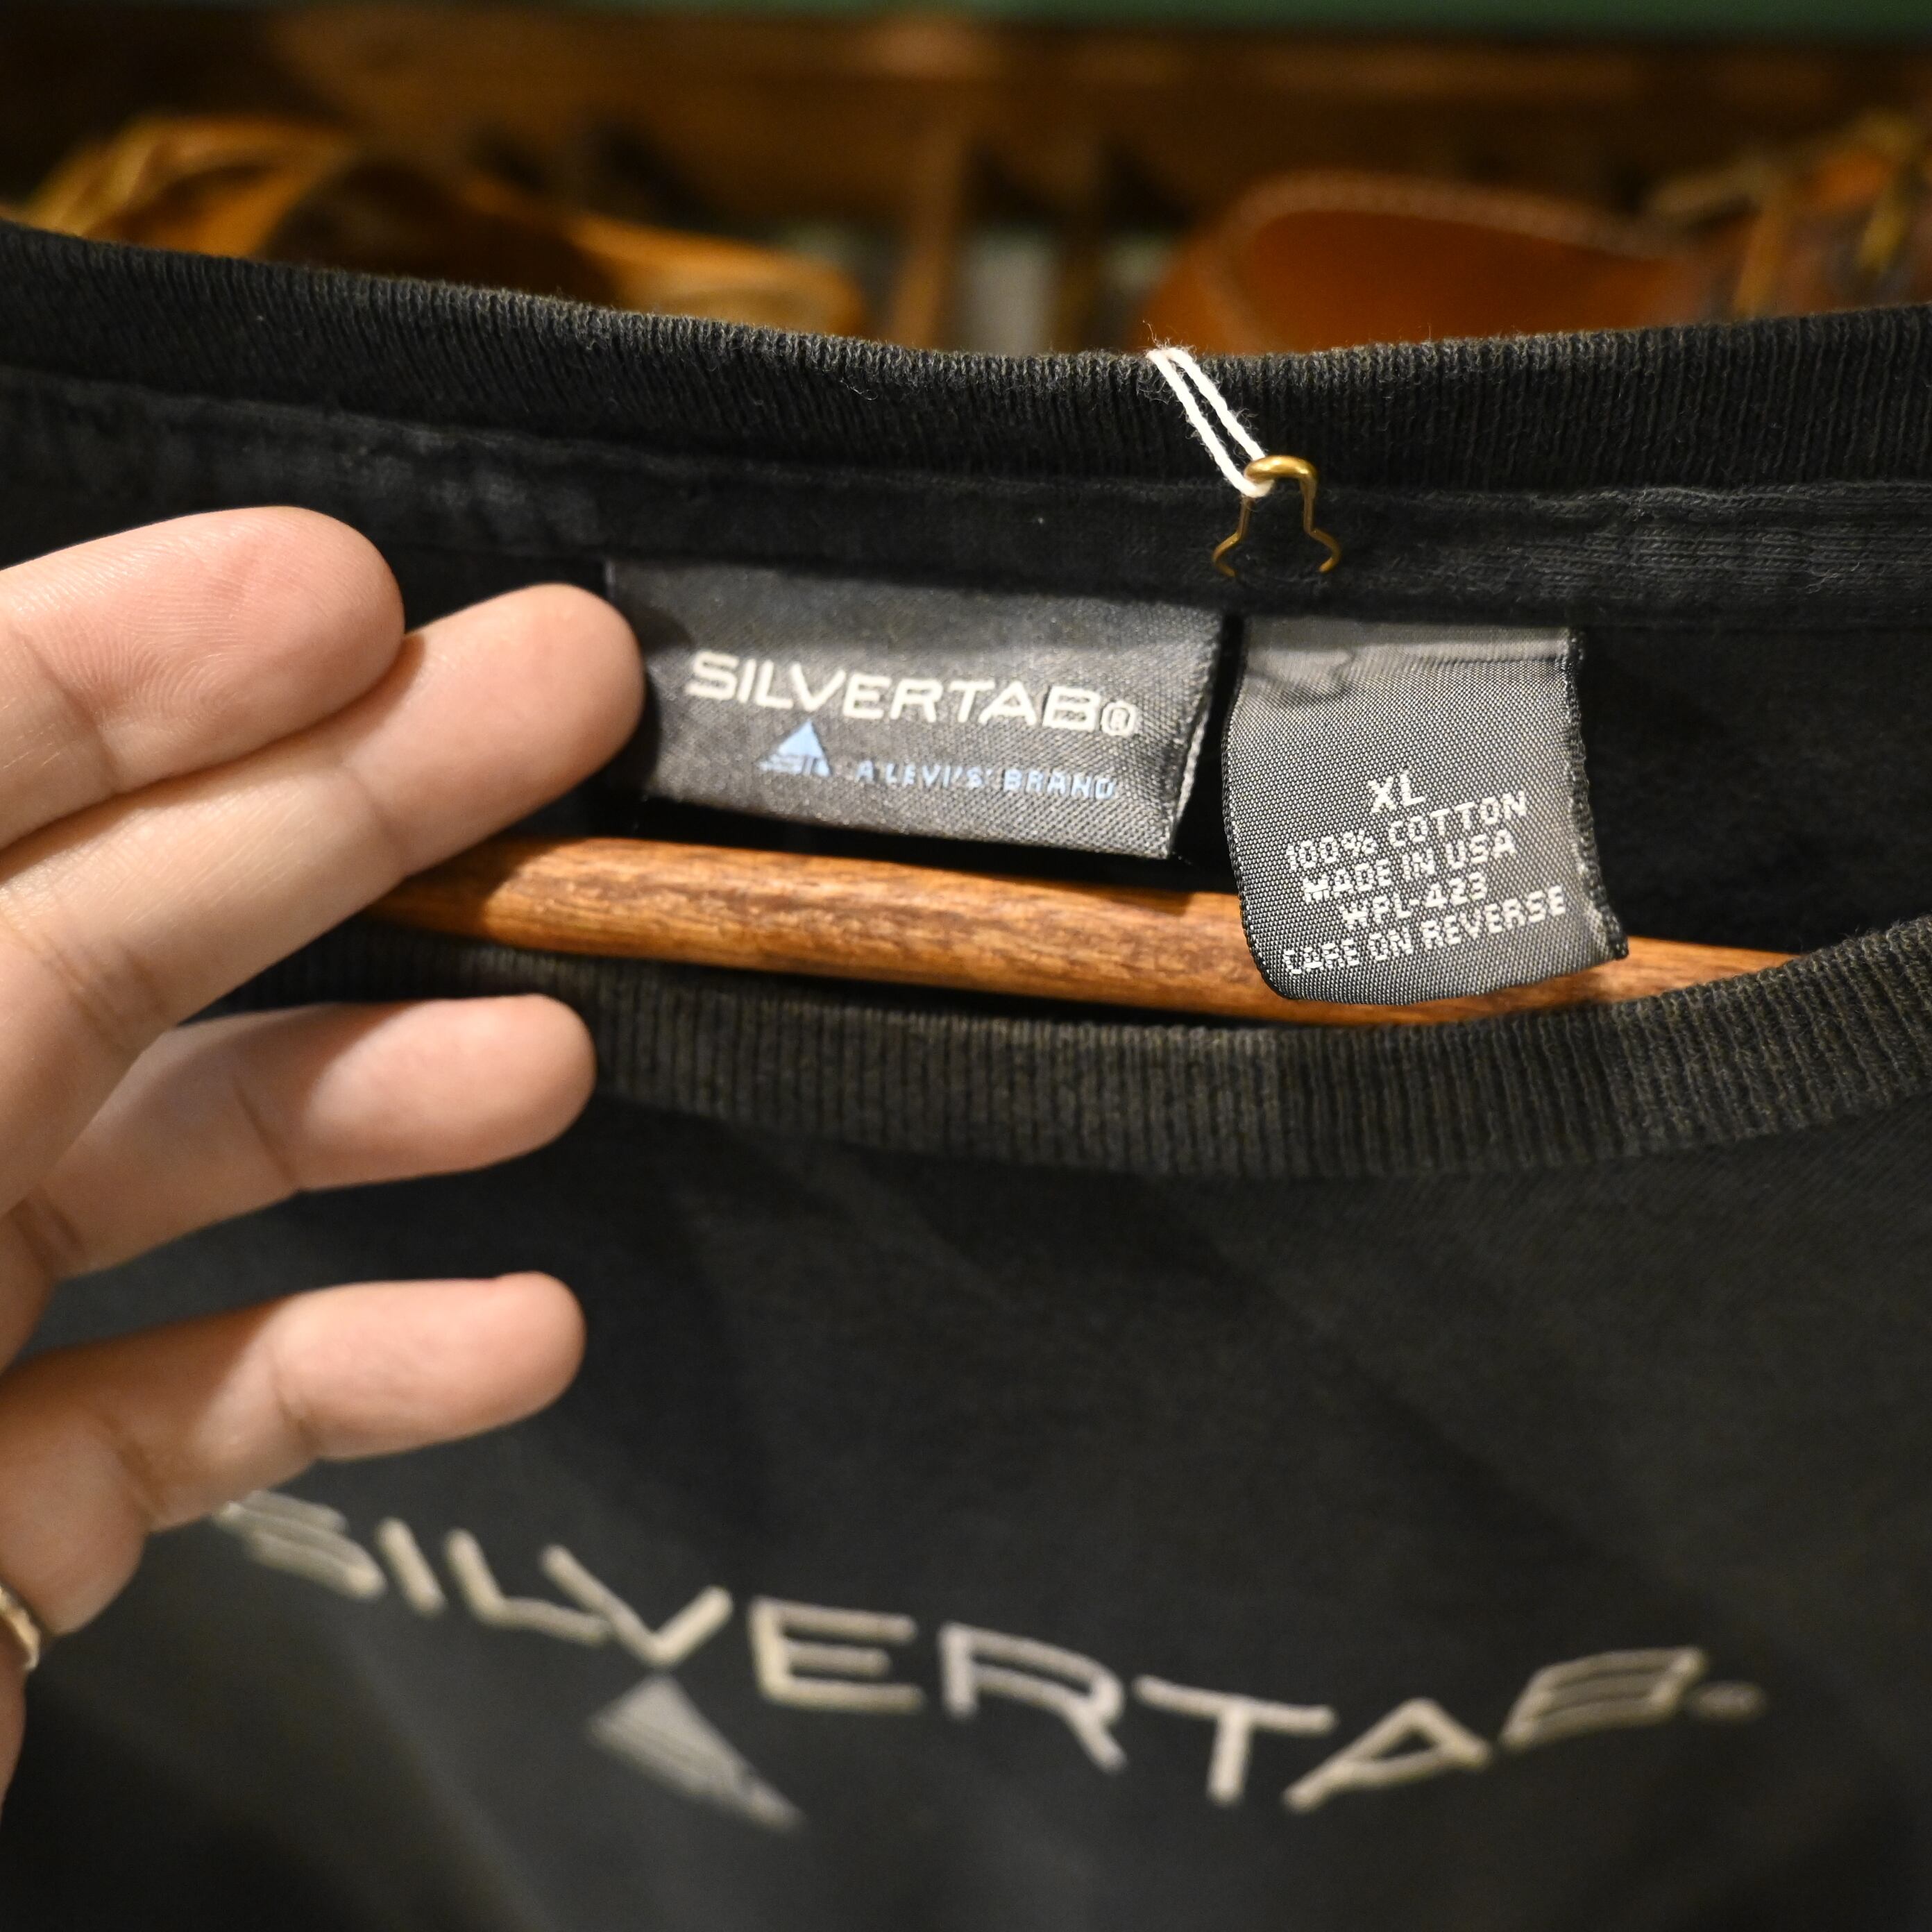 SILVERTAB®
A LEVI'S® BRAND
XL
100% COTTON
MADE IN USA
WPL-423
CARE ON REVERSE
SILVERTAB